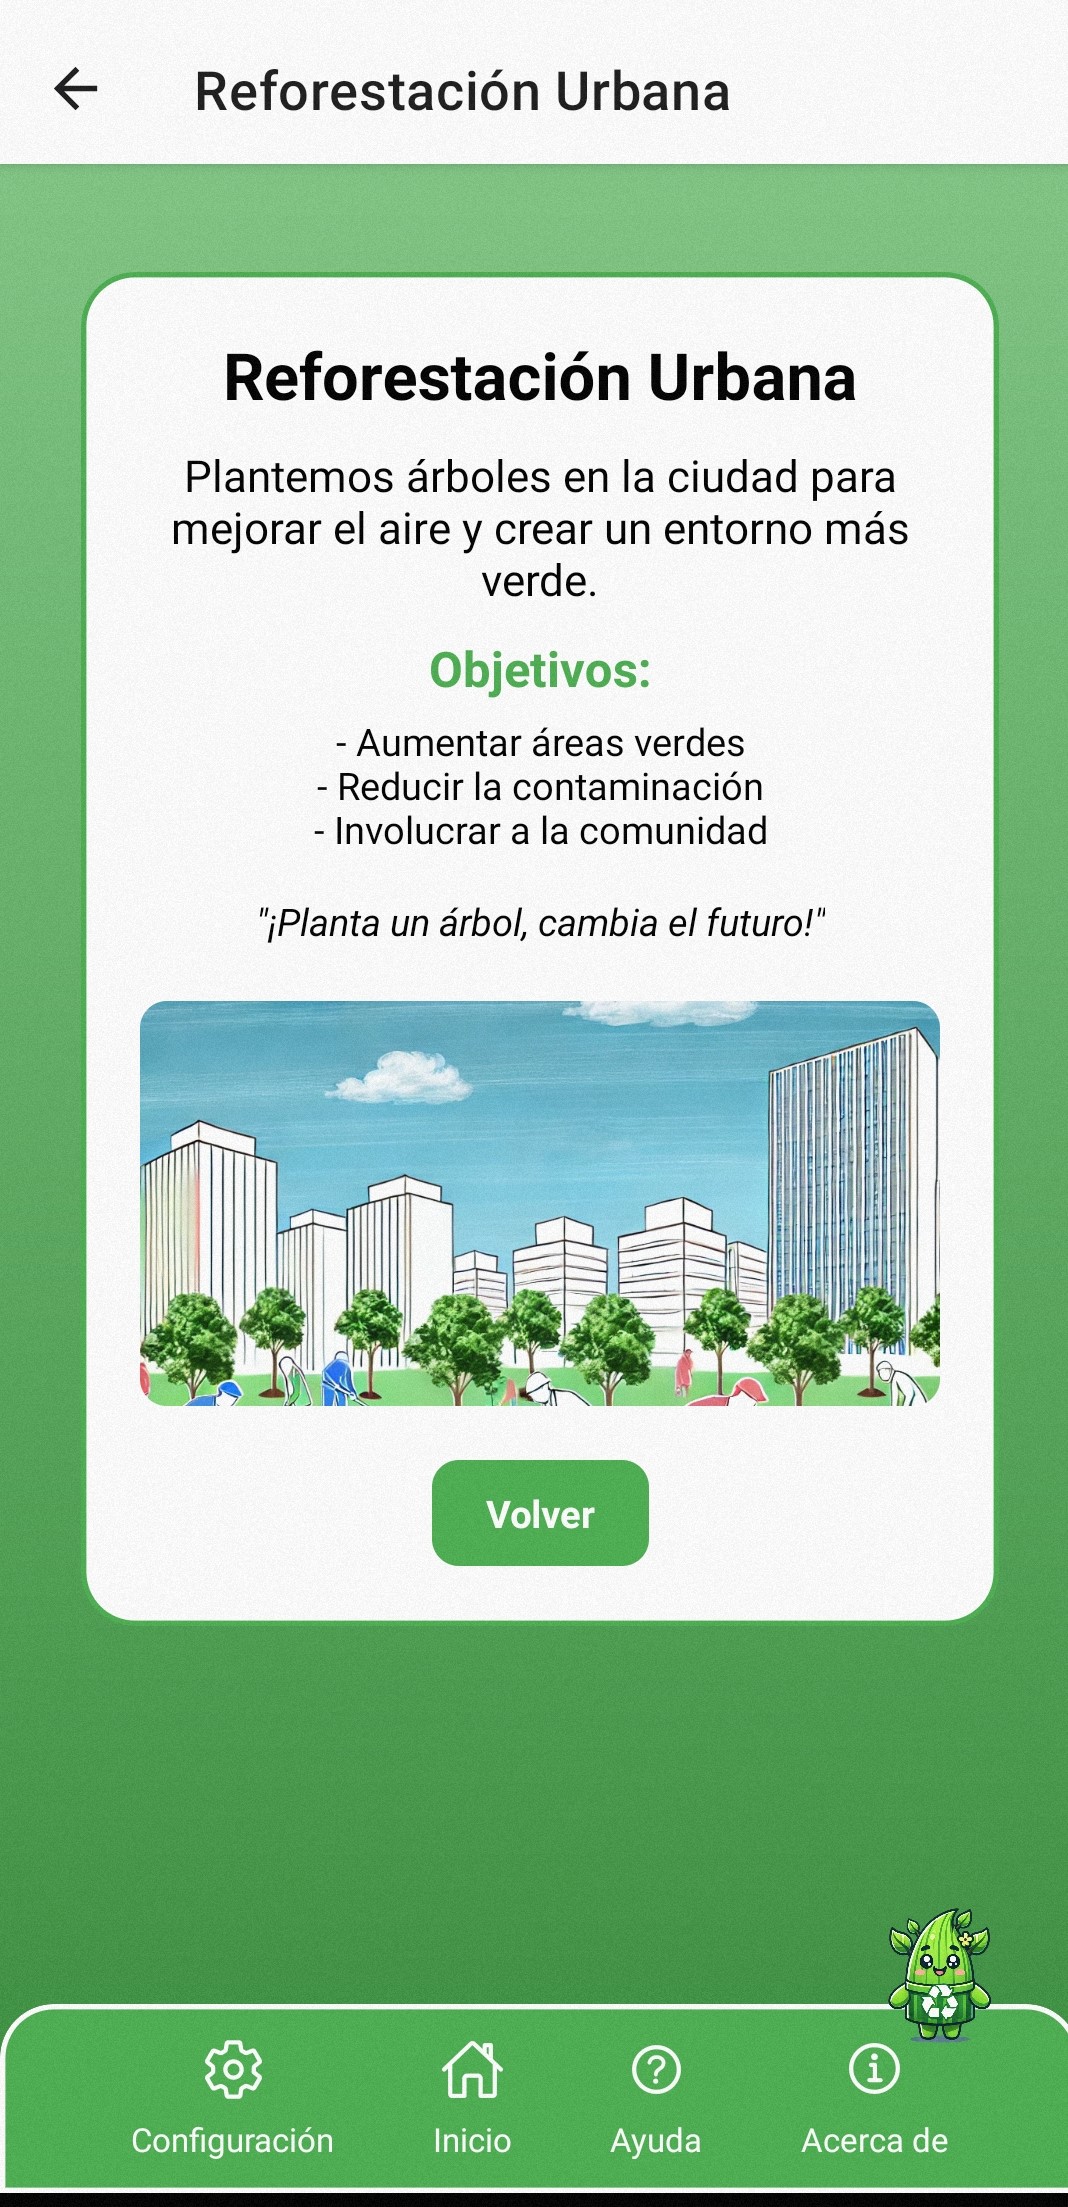 Reforestación Urbana
Reforestación Urbana
Plantemos árboles en la ciudad para
mejorar el aire y crear un entorno más
verde.
Objetivos:
- Aumentar áreas verdes
- Reducir la contaminación
- Involucrar a la comunidad
"¡Planta un árbol, cambia el futuro!"
Volver
Configuración
Inicio
Ayuda
Acerca de